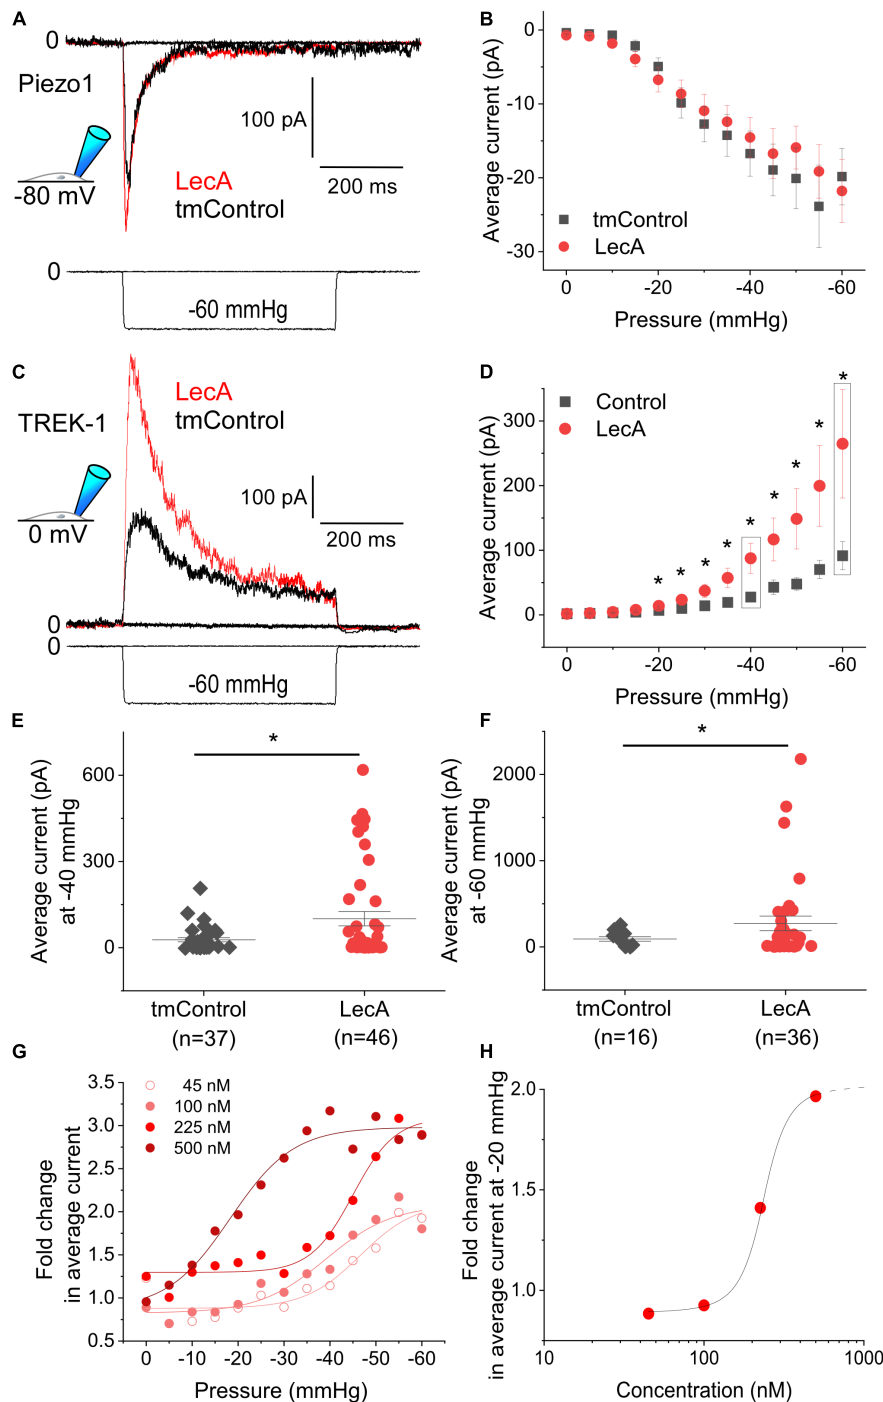 A
0
Piezo1
-80 mV
100 pA
200 ms
LecA
tmControl
0
-60 mmHg
B
Average current (pA)
0
-10
-20
-30
tmControl
LecA
0
-20
-40
-60
Pressure (mmHg)
C
LecA
tmControl
TREK-1
0 mV
100 pA
200 ms
0
0
-60 mmHg
D
Average current (pA)
300
200
100
0
Control
LecA
* * * * * * * * *
0
-20
-40
-60
Pressure (mmHg)
E
Average current (pA)
at -40 mmHg
600
300
0
*
tmControl
(n=37)
LecA
(n=46)
F
Average current (pA)
at -60 mmHg
2000
1000
0
*
tmControl
(n=16)
LecA
(n=36)
G
Fold change
in average current
3.5
3.0
2.5
2.0
1.5
1.0
0.5
45 nM
100 nM
225 nM
500 nM
0
-10
-20
-30
-40
-50
-60
Pressure (mmHg)
H
Fold change
in average current at -20 mmHg
2.0
1.5
1.0
10
100
1000
Concentration (nM)